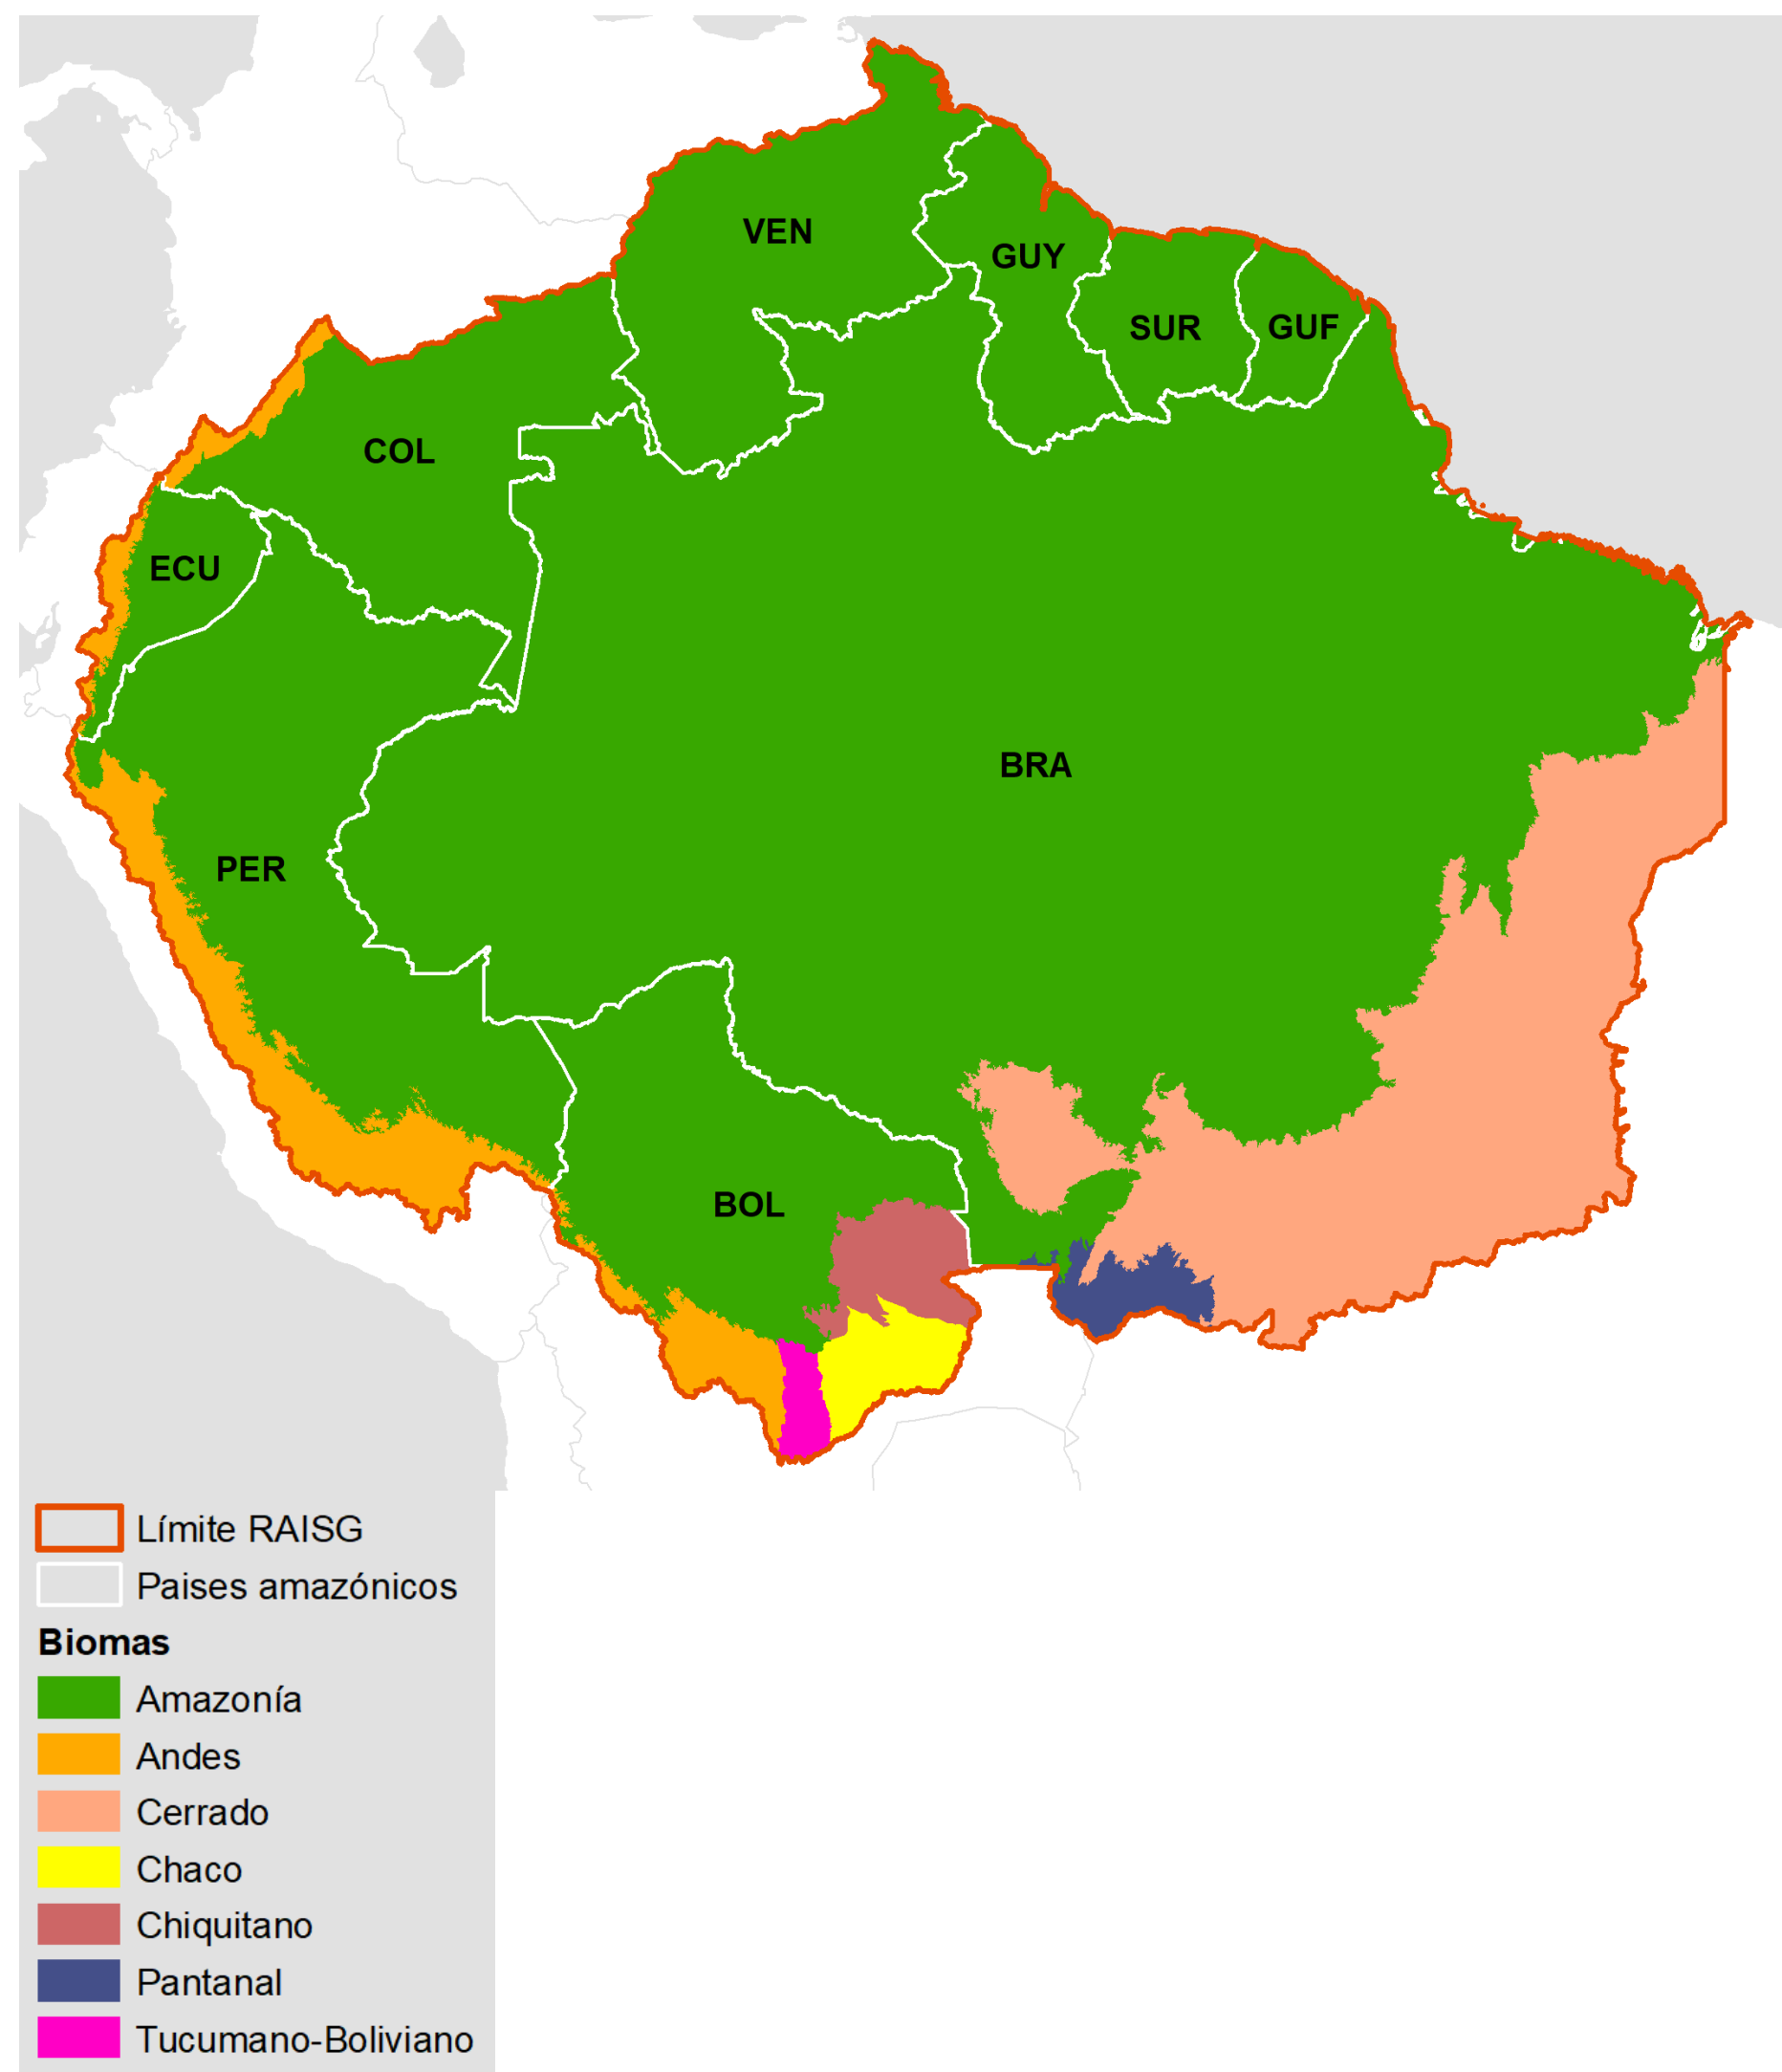 VEN
GUY
SUR
GUF
COL
ECU
BRA
PER
BOL
Límite RAISG
Paises amazónicos
Biomas
Amazonía
Andes
Cerrado
Chaco
Chiquitano
Pantanal
Tucumano-Boliviano